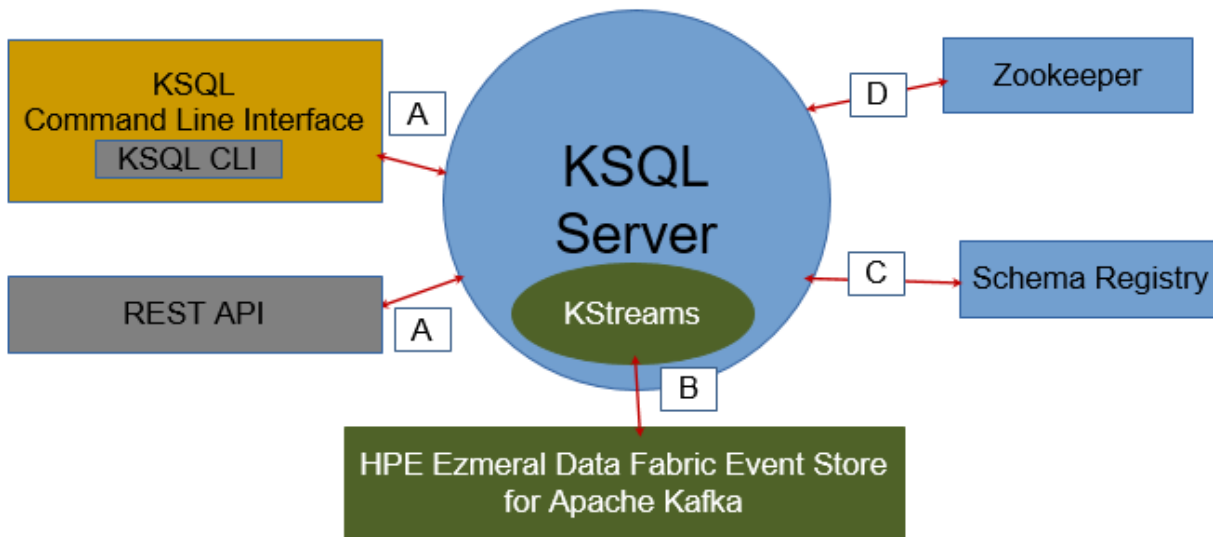 KSQL
Command Line Interface
KSQL CLI
A
REST API
A
KSQL
Server
KStreams
B
HPE Ezmeral Data Fabric Event Store
for Apache Kafka
D
Zookeeper
C
Schema Registry